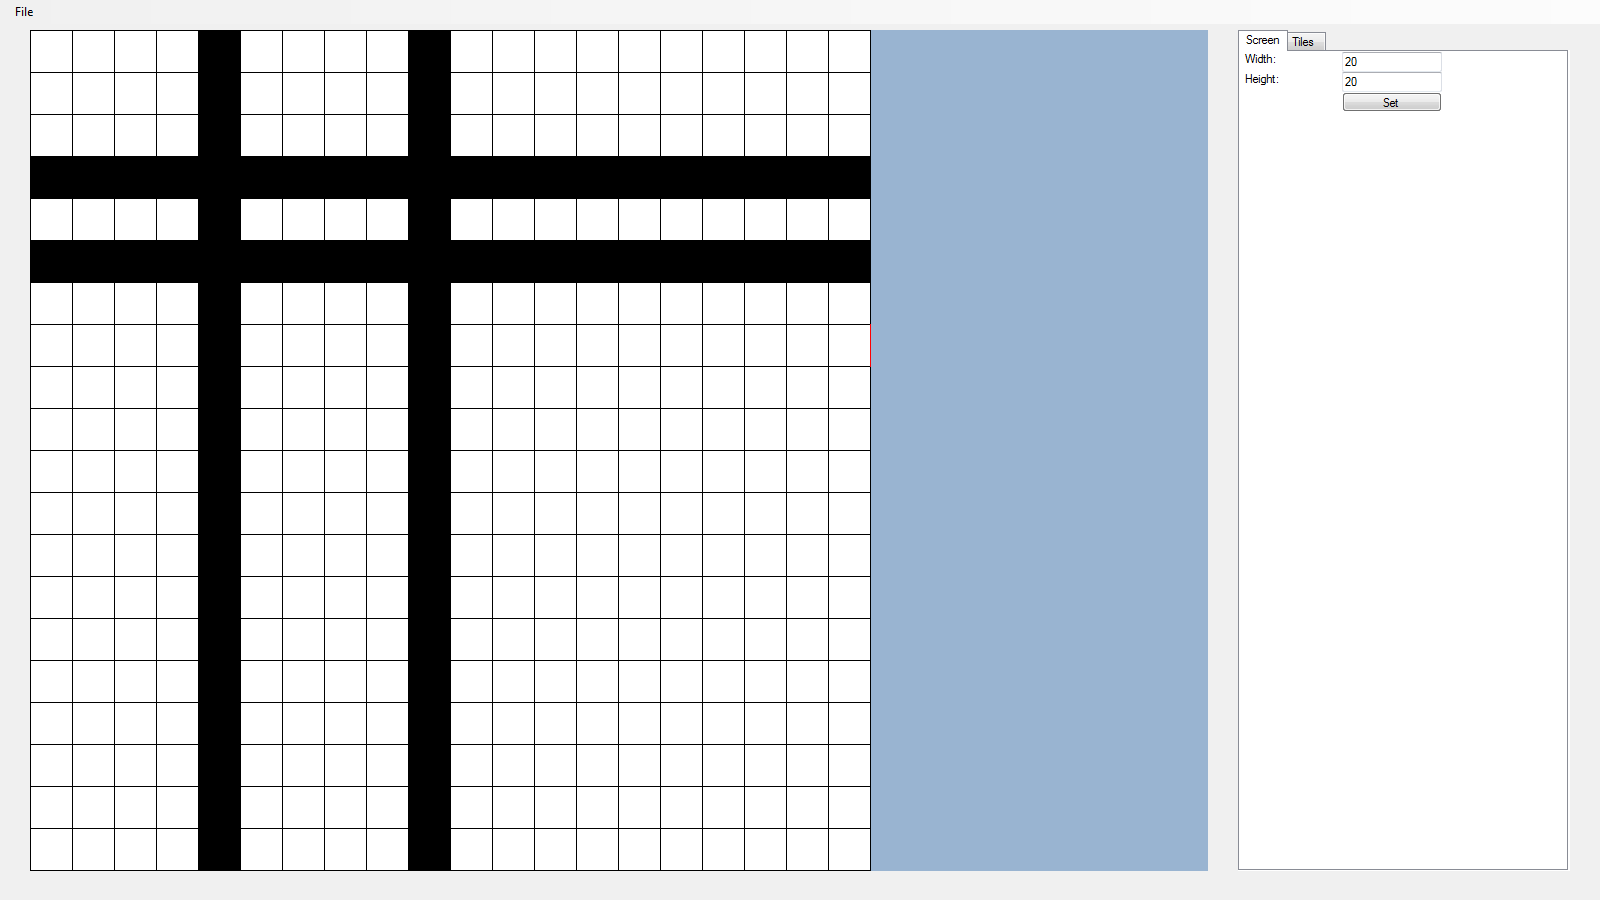 File
Screen Tiles
Width: 20
Height: 20
Set